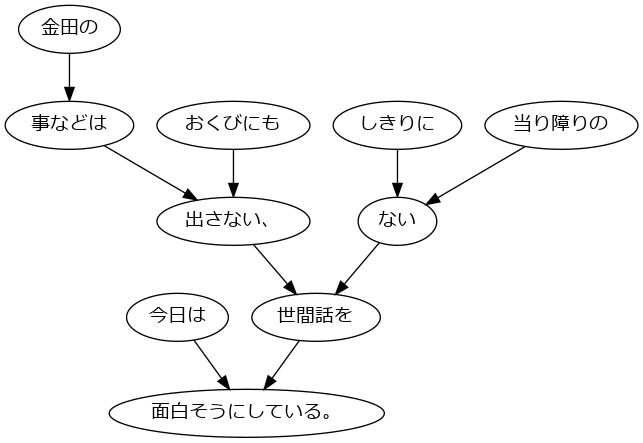 金田の
事などは
おくびにも
しきりに
当り障りの
出さない、
ない
今日は
世間話を
面白そうにしている。